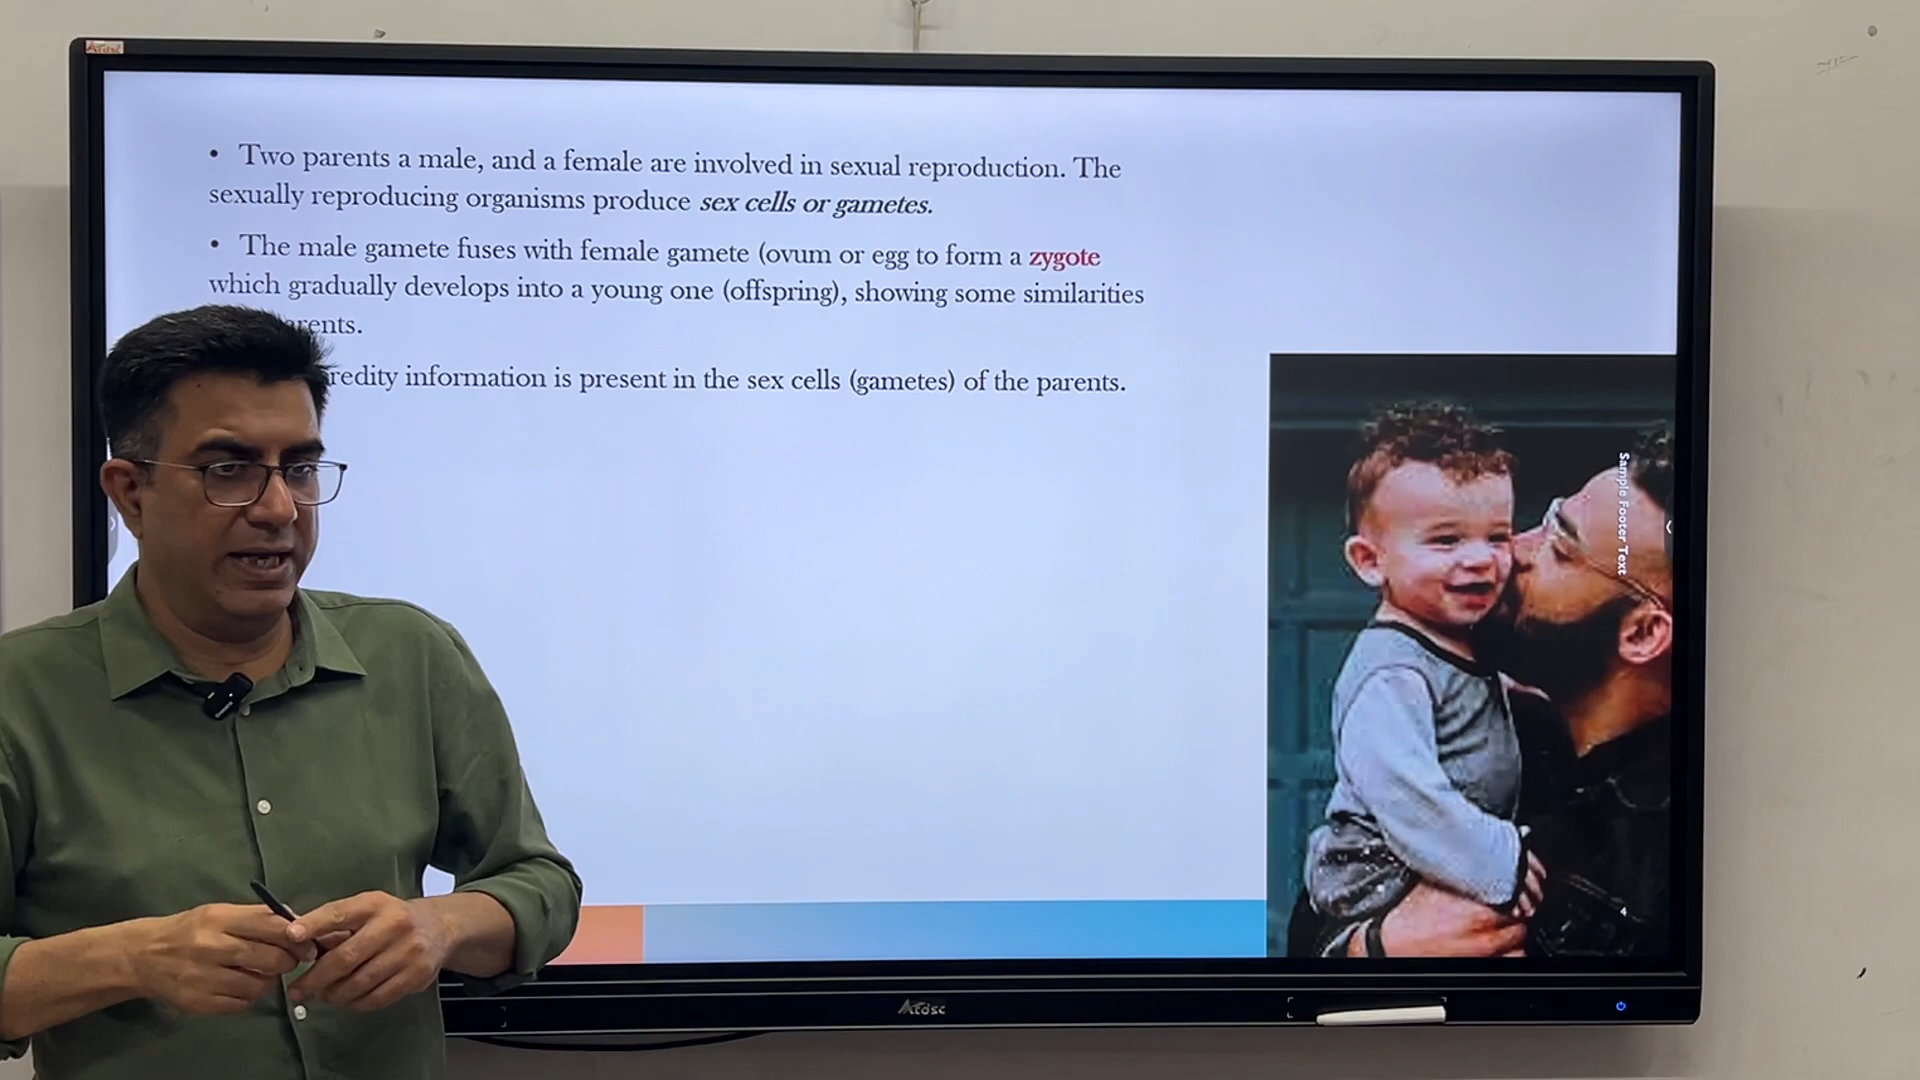 • Two parents a male, and a female are involved in sexual reproduction. The
sexually reproducing organisms produce sex cells or gametes.
• The male gamete fuses with female gamete (ovum or egg to form a zygote
which gradually develops into a young one (offspring), showing some similarities
arents.
redity information is present in the sex cells (gametes) of the parents.
Sample Footer Text
4